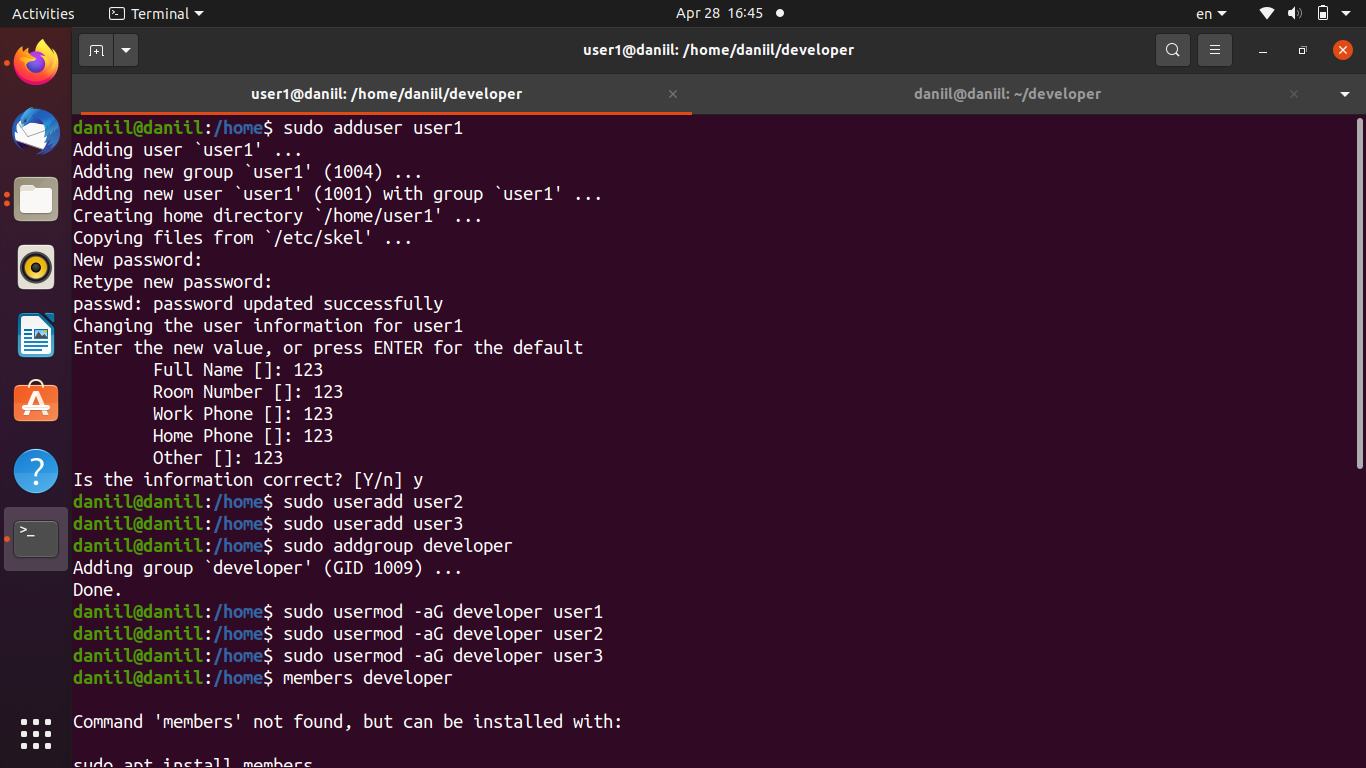 Activities Terminal Apr 28 16:45 en
user1@daniil: /home/daniil/developer
user1@daniil: /home/daniil/developer daniil@daniil: ~/developer
daniil@daniil:/home$ sudo adduser user1
Adding user `user1' ...
Adding new group `user1' (1004) ...
Adding new user `user1' (1001) with group `user1' ...
Creating home directory `/home/user1' ...
Copying files from `/etc/skel' ...
New password:
Retype new password:
passwd: password updated successfully
Changing the user information for user1
Enter the new value, or press ENTER for the default
Full Name []: 123
Room Number []: 123
Work Phone []: 123
Home Phone []: 123
Other []: 123
Is the information correct? [Y/n] y
daniil@daniil:/home$ sudo useradd user2
daniil@daniil:/home$ sudo useradd user3
daniil@daniil:/home$ sudo addgroup developer
Adding group `developer' (GID 1009) ...
Done.
daniil@daniil:/home$ sudo usermod -aG developer user1
daniil@daniil:/home$ sudo usermod -aG developer user2
daniil@daniil:/home$ sudo usermod -aG developer user3
daniil@daniil:/home$ members developer
Command 'members' not found, but can be installed with:
sudo apt install members